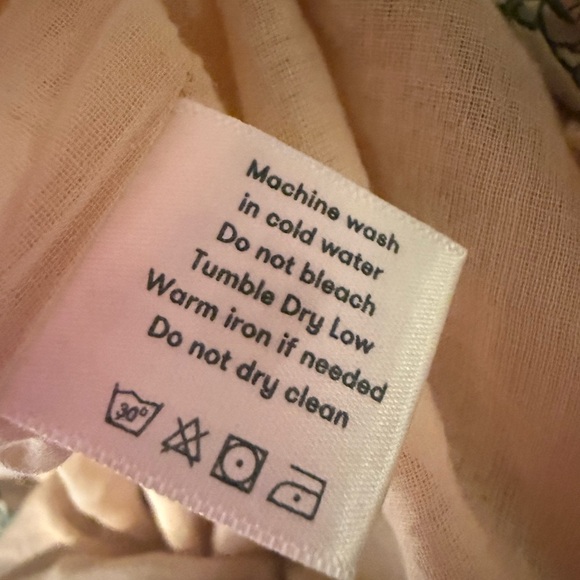 Machine wash
in cold water
Do not bleach
Tumble Dry Low
Warm iron if needed
Do not dry clean
30°